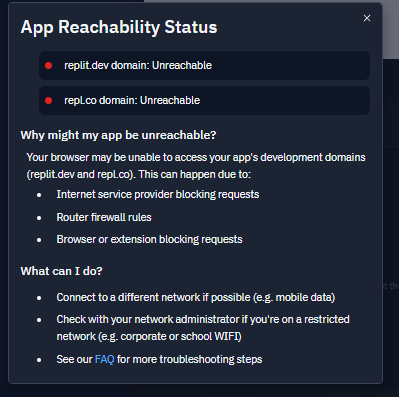 App Reachability Status
×
replit.dev domain: Unreachable
repl.co domain: Unreachable
Why might my app be unreachable?
Your browser may be unable to access your app's development domains
(replit.dev and repl.co). This can happen due to:
• Internet service provider blocking requests
• Router firewall rules
• Browser or extension blocking requests
What can I do?
• Connect to a different network if possible (e.g. mobile data)
• Check with your network administrator if you're on a restricted
network (e.g. corporate or school WIFI)
• See our FAQ for more troubleshooting steps